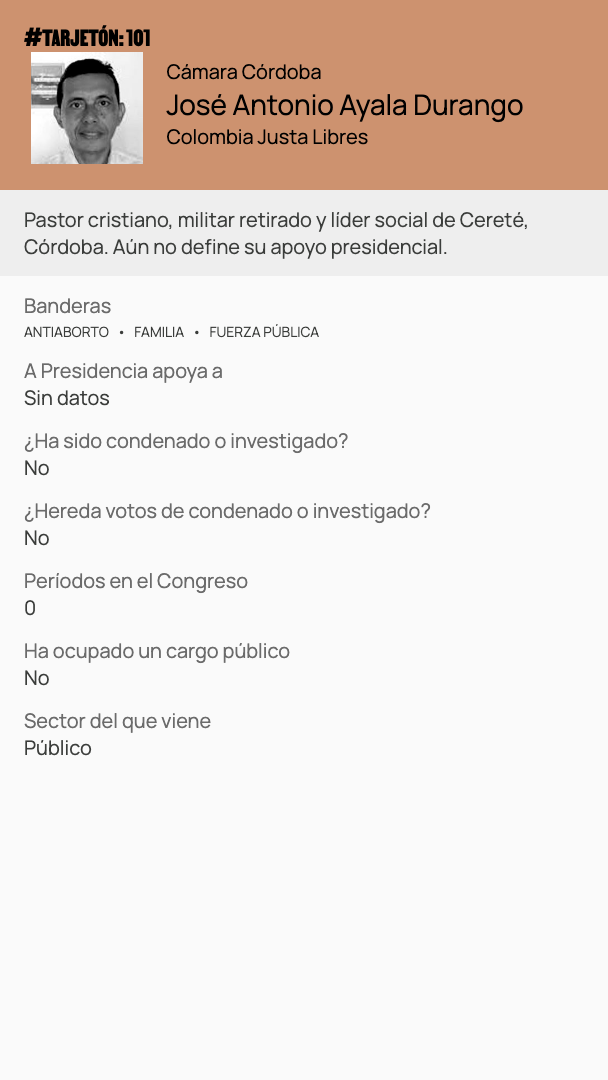 #TARJETÓN: 101
Cámara Córdoba
José Antonio Ayala Durango
Colombia Justa Libres
Pastor cristiano, militar retirado y líder social de Cereté,
Córdoba. Aún no define su apoyo presidencial.
Banderas
ANTIABORTO • FAMILIA • FUERZA PÚBLICA
A Presidencia apoya a
Sin datos
¿Ha sido condenado o investigado?
No
¿Hereda votos de condenado o investigado?
No
Períodos en el Congreso
0
Ha ocupado un cargo público
No
Sector del que viene
Público